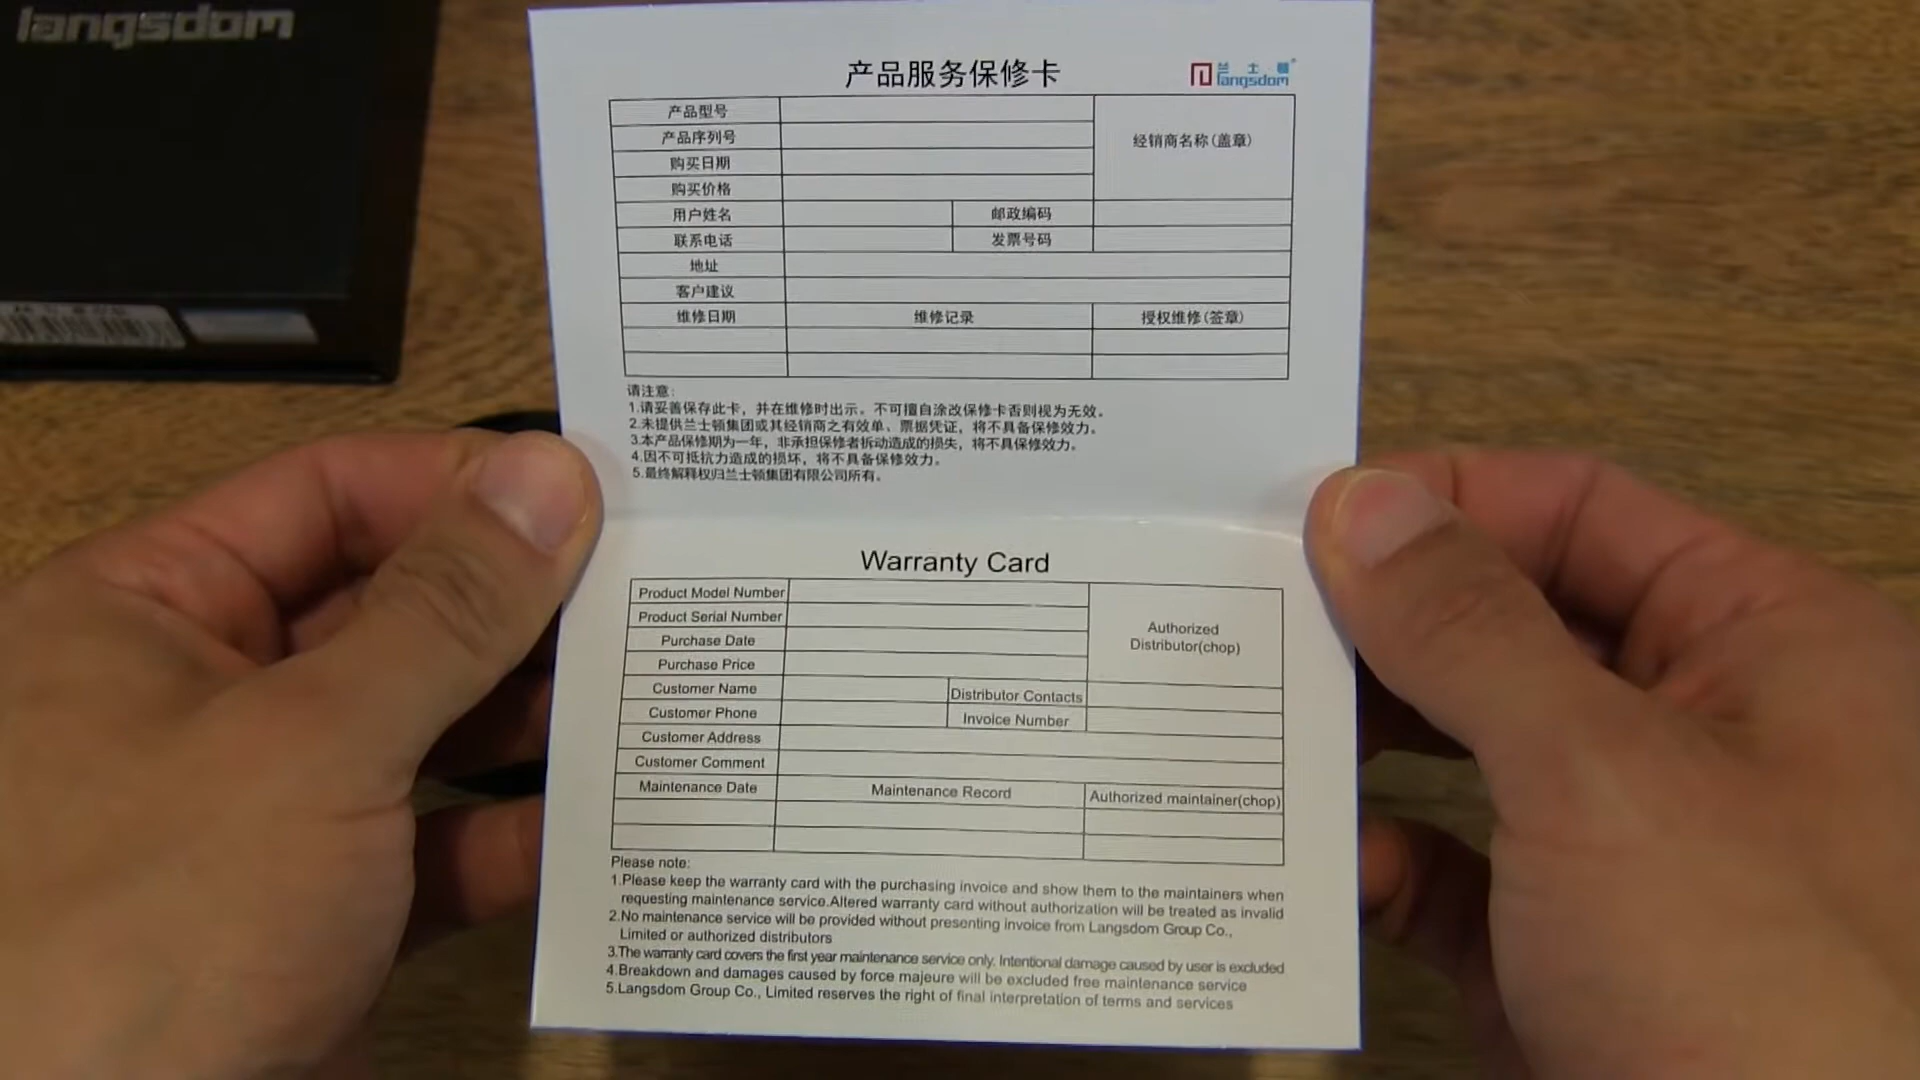 langsdom
产品服务保修卡
兰士顿
langsdom
产品型号
产品序列号
经销商名称(盖章)
购买日期
购买价格
用户姓名 邮政编码
联系电话 发票号码
地址
客户建议
维修日期 维修记录 授权维修(签章)
请注意:
1.请妥善保存此卡，并在维修时出示。不可擅自涂改保修卡否则视为无效。
2.未提供兰士顿集团或其经销商之有效单、票据凭证，将不具备保修效力。
3.本产品保修期为一年，非承担保修者拆动造成的损失，将不具保修效力。
4.因不可抵抗力造成的损坏，将不具备保修效力。
5.最终解释权归兰士顿集团有限公司所有。
Warranty Card
Product Model Number
Product Serial Number
Authorized
Distributor(chop)
Purchase Date
Purchase Price
Customer Name Distributor Contacts
Customer Phone Invoice Number
Customer Address
Customer Comment
Maintenance Date Maintenance Record Authorized maintainer(chop)
Please note:
1.Please keep the warranty card with the purchasing invoice and show them to the maintainers when
requesting maintenance service.Altered warranty card without authorization will be treated as invalid
2.No maintenance service will be provided without presenting invoice from Langsdom Group Co.,
Limited or authorized distributors
3.The warranty card covers the first year maintenance service only. Intentional damage caused by user is excluded
4.Breakdown and damages caused by force majeure will be excluded free maintenance service
5.Langsdom Group Co., Limited reserves the right of final interpretation of terms and services